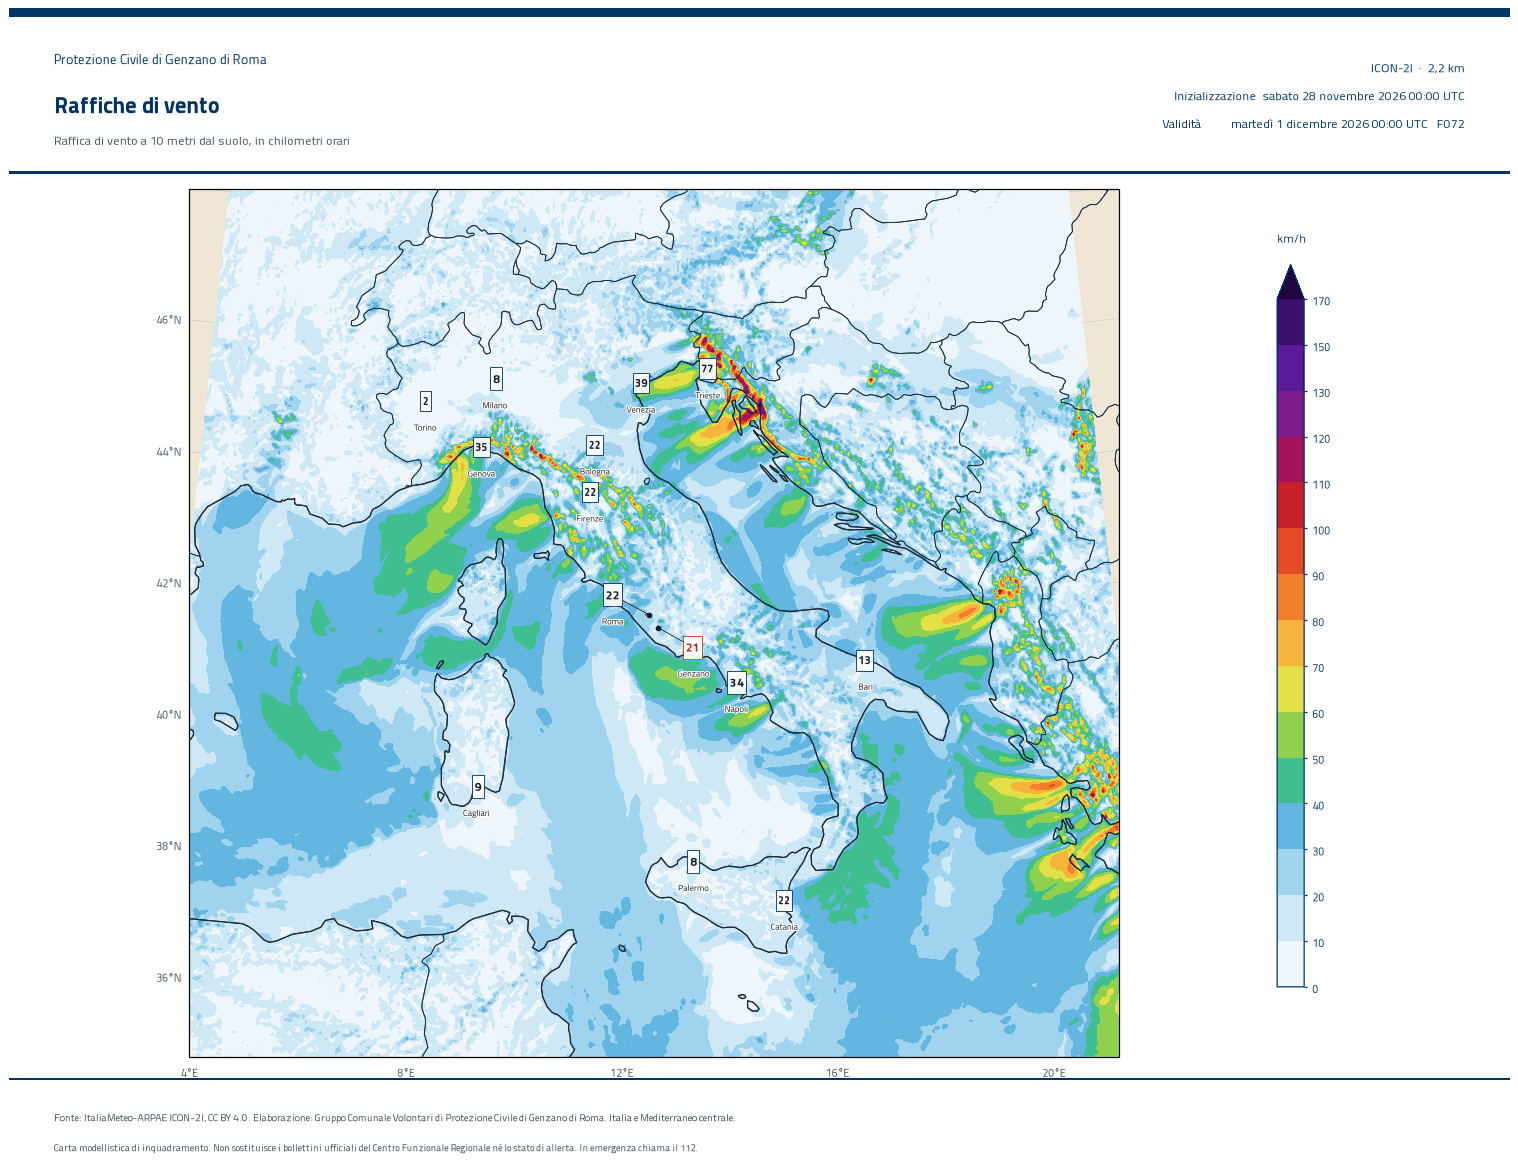 Protezione Civile di Genzano di Roma
Raffiche di vento
Raffica di vento a 10 metri dal suolo, in chilometri orari
ICON-2I · 2,2 km
Inizializzazione sabato 28 novembre 2026 00:00 UTC
Validità martedì 1 dicembre 2026 00:00 UTC F072
km/h
170
150
130
120
110
100
90
80
70
60
50
40
30
20
10
0
46°N
44°N
42°N
40°N
38°N
36°N
4°E
8°E
12°E
16°E
20°E
77
Trieste
39
Venezia
8
Milano
2
Torino
35
Genova
22
Bologna
22
Firenze
22
Roma
21
Genzano
34
Napoli
13
Bari
9
Cagliari
8
Palermo
22
Catania
Fonte: ItaliaMeteo-ARPAE ICON-2I, CC BY 4.0. Elaborazione: Gruppo Comunale Volontari di Protezione Civile di Genzano di Roma. Italia e Mediterraneo centrale.
Carta modellistica di inquadramento. Non sostituisce i bollettini ufficiali del Centro Funzionale Regionale né lo stato di allerta. In emergenza chiama il 112.